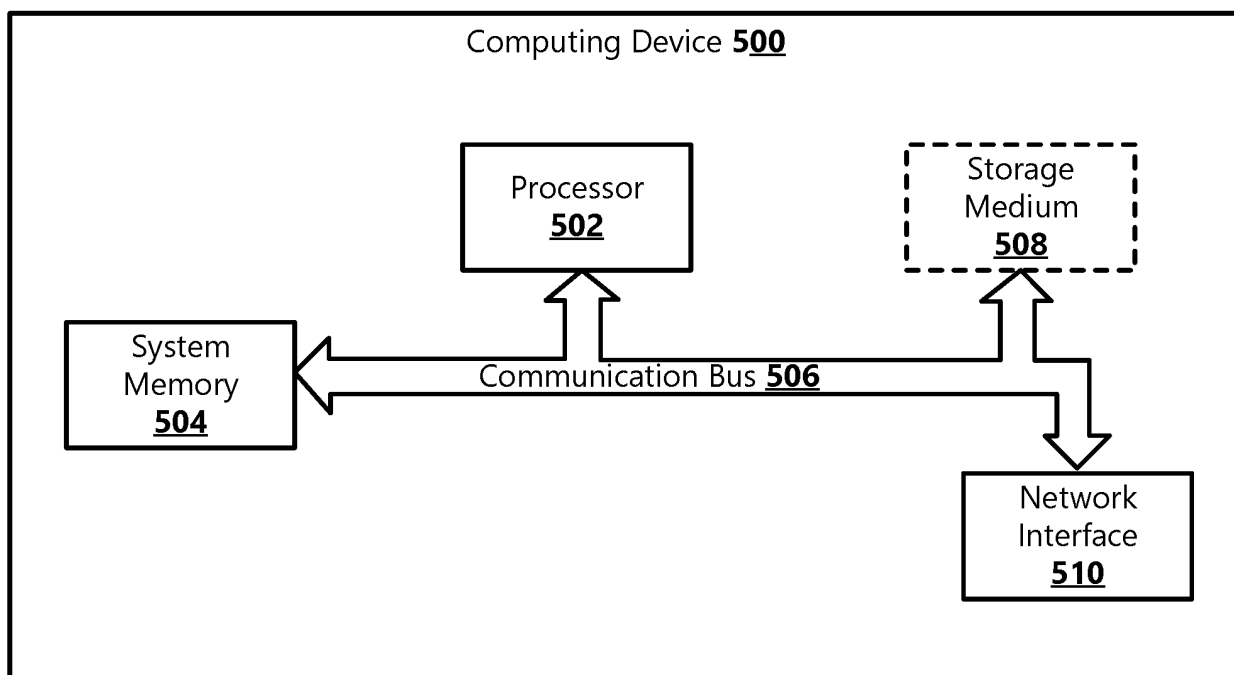 Computing Device 500
Processor
502
Storage
Medium
508
System
Memory
504
Communication Bus 506
Network
Interface
510